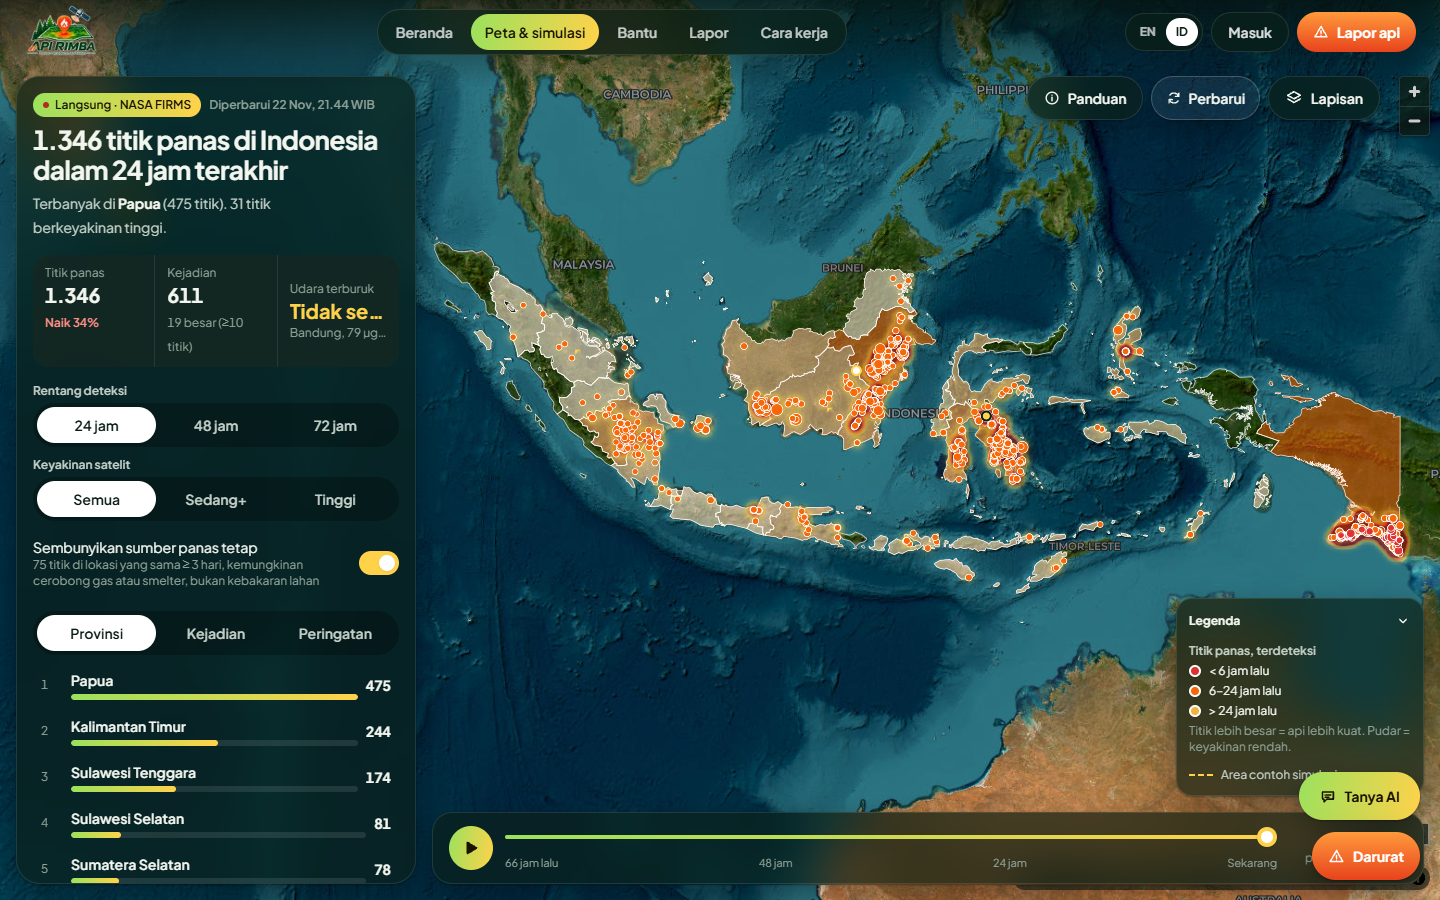 API RIMBA
Beranda
Peta & simulasi
Bantu
Lapor
Cara kerja
EN
ID
Masuk
Lapor api
Langsung · NASA FIRMS
Diperbarui 22 Nov, 21.44 WIB
1.346 titik panas di Indonesia
dalam 24 jam terakhir
Terbanyak di Papua (475 titik). 31 titik
berkeyakinan tinggi.
Titik panas
1.346
Naik 34%
Kejadian
611
19 besar (≥10
titik)
Udara terburuk
Tidak se…
Bandung, 79 µg…
Rentang deteksi
24 jam
48 jam
72 jam
Keyakinan satelit
Semua
Sedang+
Tinggi
Sembunyikan sumber panas tetap
75 titik di lokasi yang sama ≥ 3 hari, kemungkinan
cerobong gas atau smelter, bukan kebakaran lahan
Provinsi
Kejadian
Peringatan
1 Papua 475
2 Kalimantan Timur 244
3 Sulawesi Tenggara 174
4 Sulawesi Selatan 81
5 Sumatera Selatan 78
Panduan
Perbarui
Lapisan
+
−
CAMBODIA
PHILIPPI
MALAYSIA
BRUNEI
INDONESI
TIMOR-LESTE
P
Legenda
Titik panas, terdeteksi
< 6 jam lalu
6–24 jam lalu
> 24 jam lalu
Titik lebih besar = api lebih kuat. Pudar =
keyakinan rendah.
Area contoh
Tanya AI
66 jam lalu
48 jam
24 jam
Sekarang
Darurat
AUSTRALIA